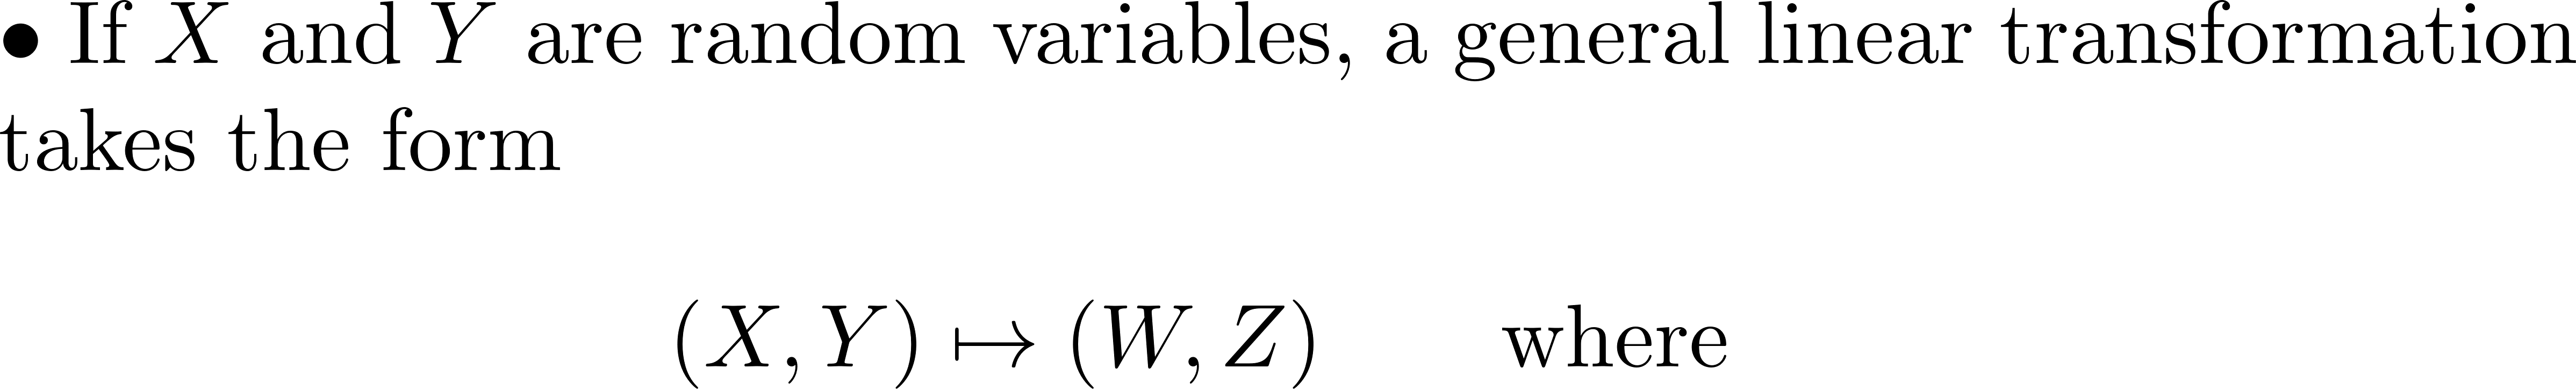 • If X and Y are random variables, a general linear transformation
takes the form
(X, Y) ↦ (W, Z) where